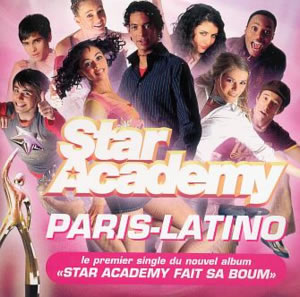 Star
Academy
PARIS-LATINO
le premier single du nouvel album
«STAR ACADEMY FAIT SA BOUM»